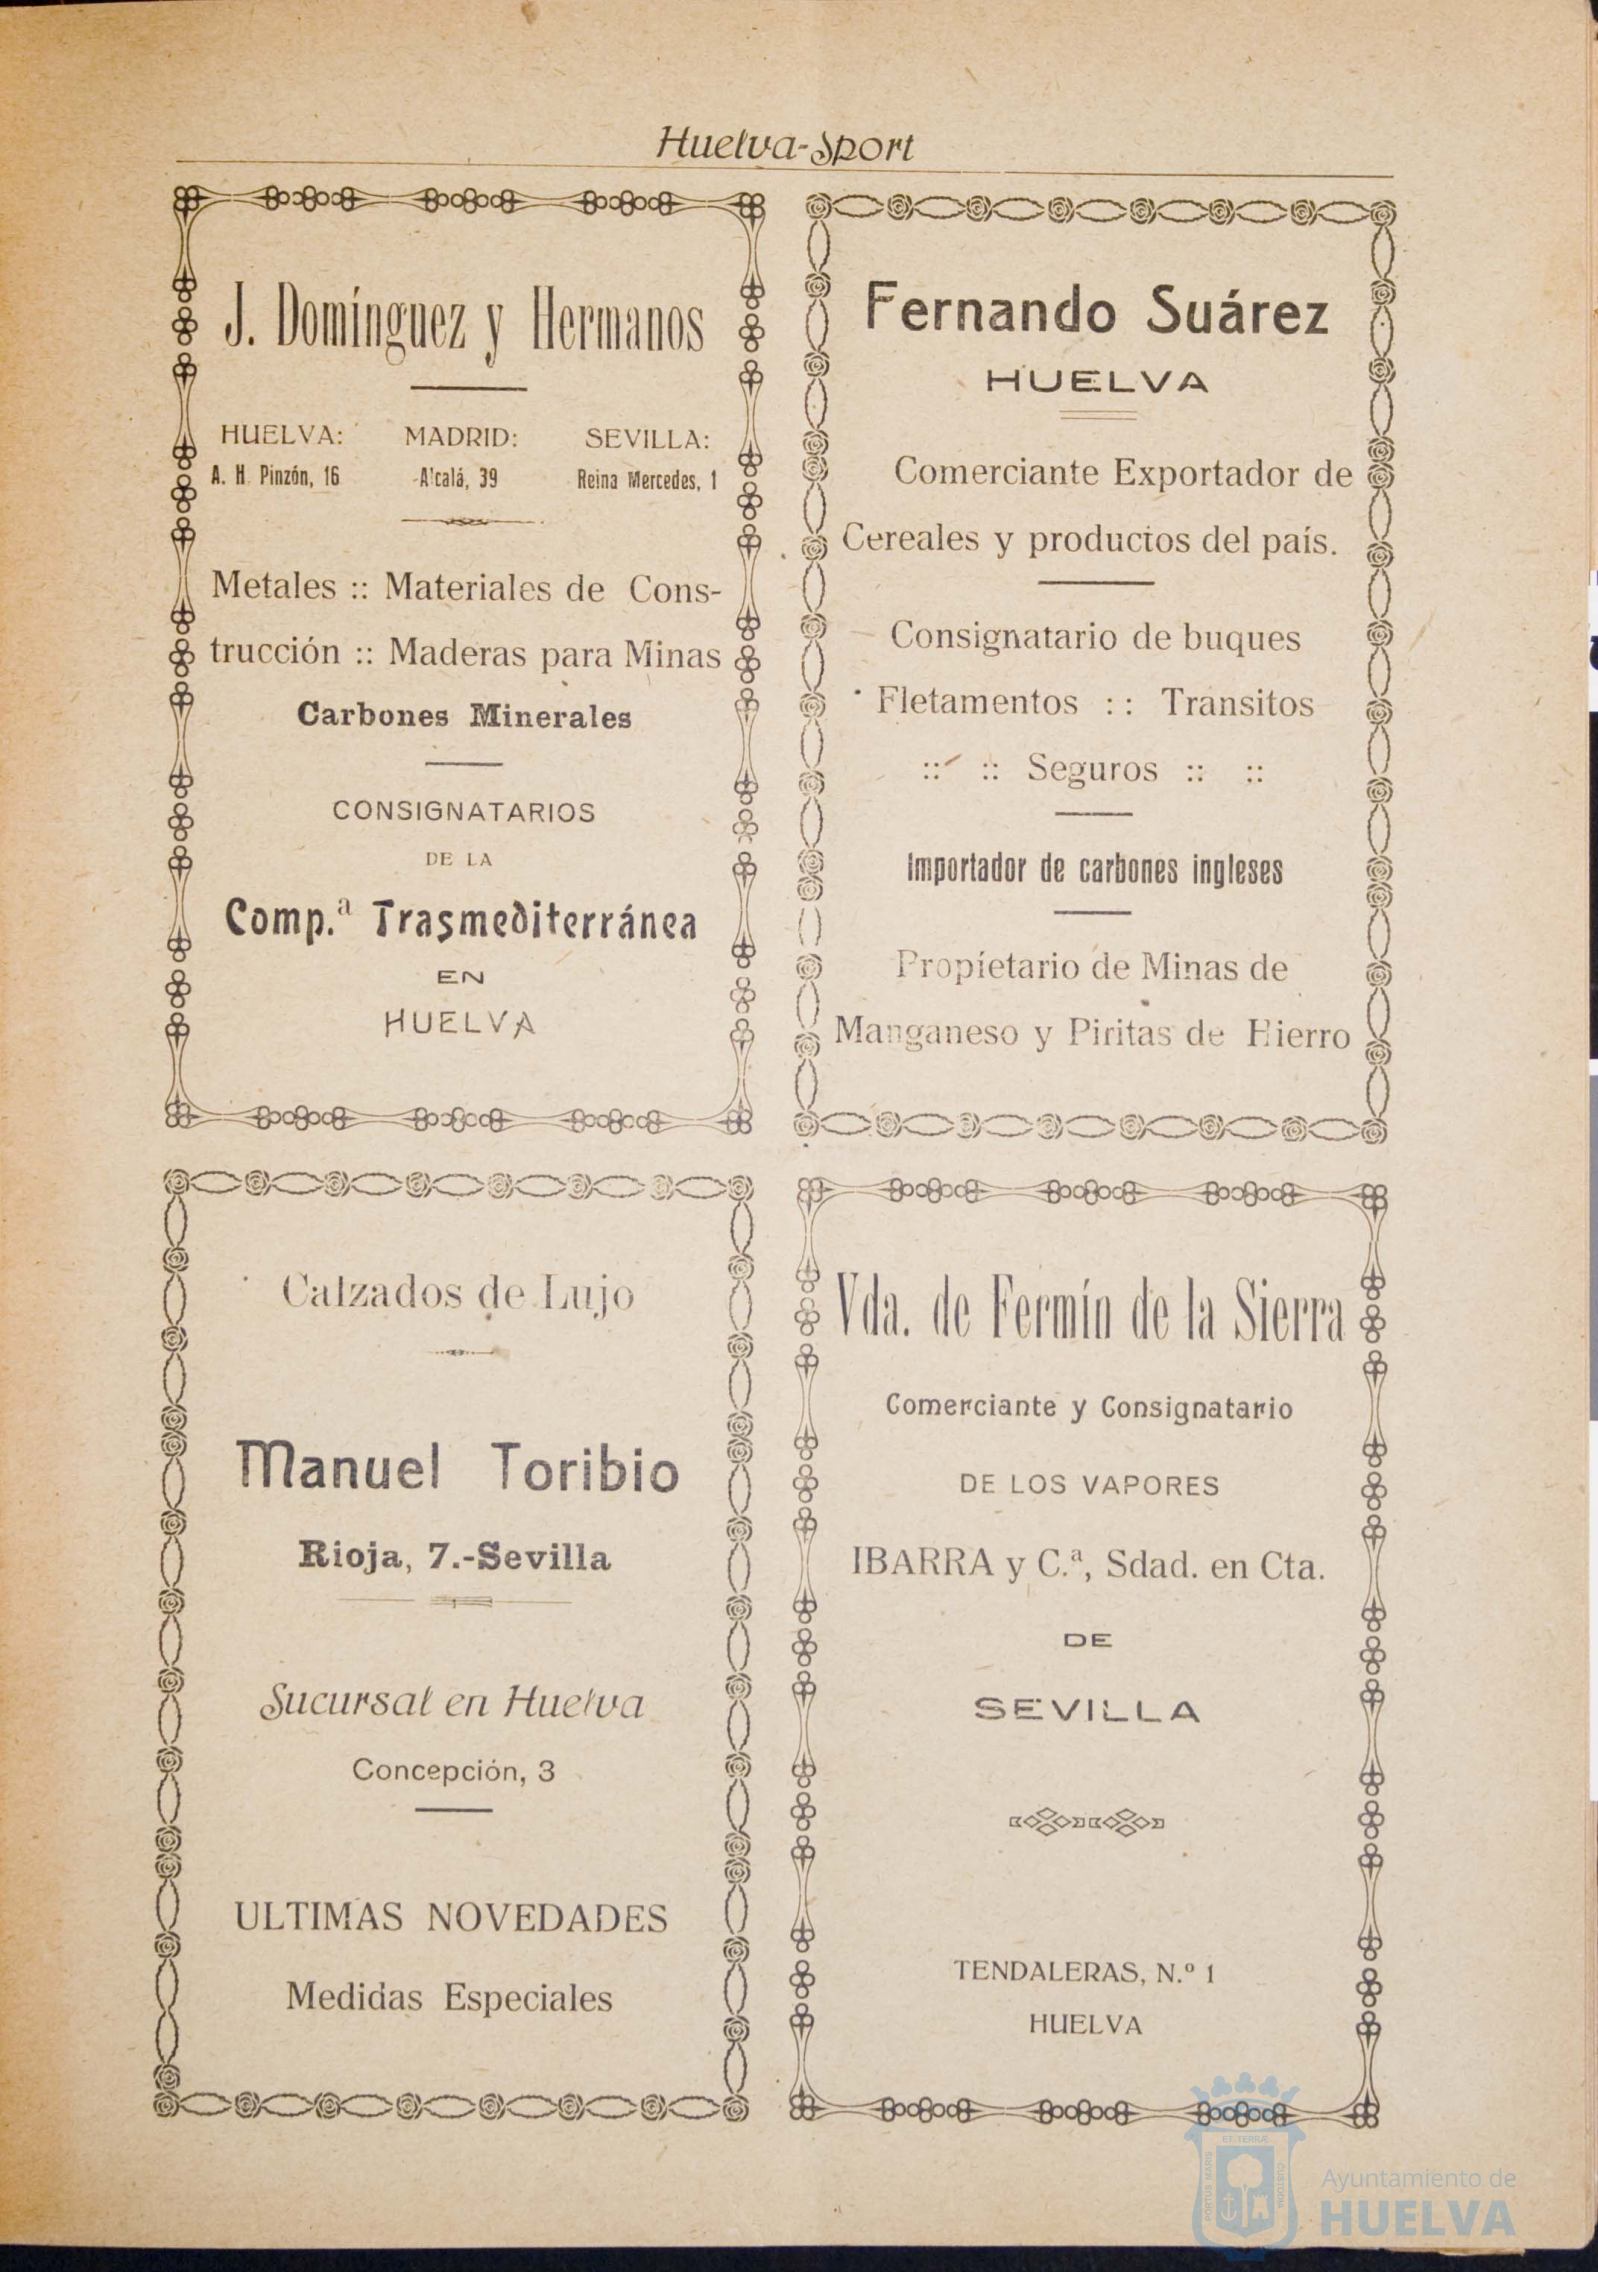 Huelva-Sport
J. Domínguez y Hermanos
HUELVA: MADRID: SEVILLA:
A. H. Pinzón, 16 Alcalá, 39 Reina Mercedes, 1
Metales :: Materiales de Cons-
trucción :: Maderas para Minas
Carbones Minerales
CONSIGNATARIOS
DE LA
Comp.ª Trasmediterránea
EN
HUELVA
Fernando Suárez
HUELVA
Comerciante Exportador de
Cereales y productos del país.
Consignatario de buques
Fletamentos :: Transitos
:: :: Seguros :: ::
Importador de carbones ingleses
Propietario de Minas de
Manganeso y Piritas de Hierro
Calzados de Lujo
Manuel Toribio
Rioja, 7.-Sevilla
Sucursal en Huelva
Concepción, 3
ULTIMAS NOVEDADES
Medidas Especiales
Vda. de Fermín de la Sierra
Comerciante y Consignatario
DE LOS VAPORES
IBARRA y C.ª, Sdad. en Cta.
DE
SEVILLA
TENDALERAS, N.º 1
HUELVA
PORTUS MARIS
ET TERRÆ
CUSTODIA
Ayuntamiento de
HUELVA